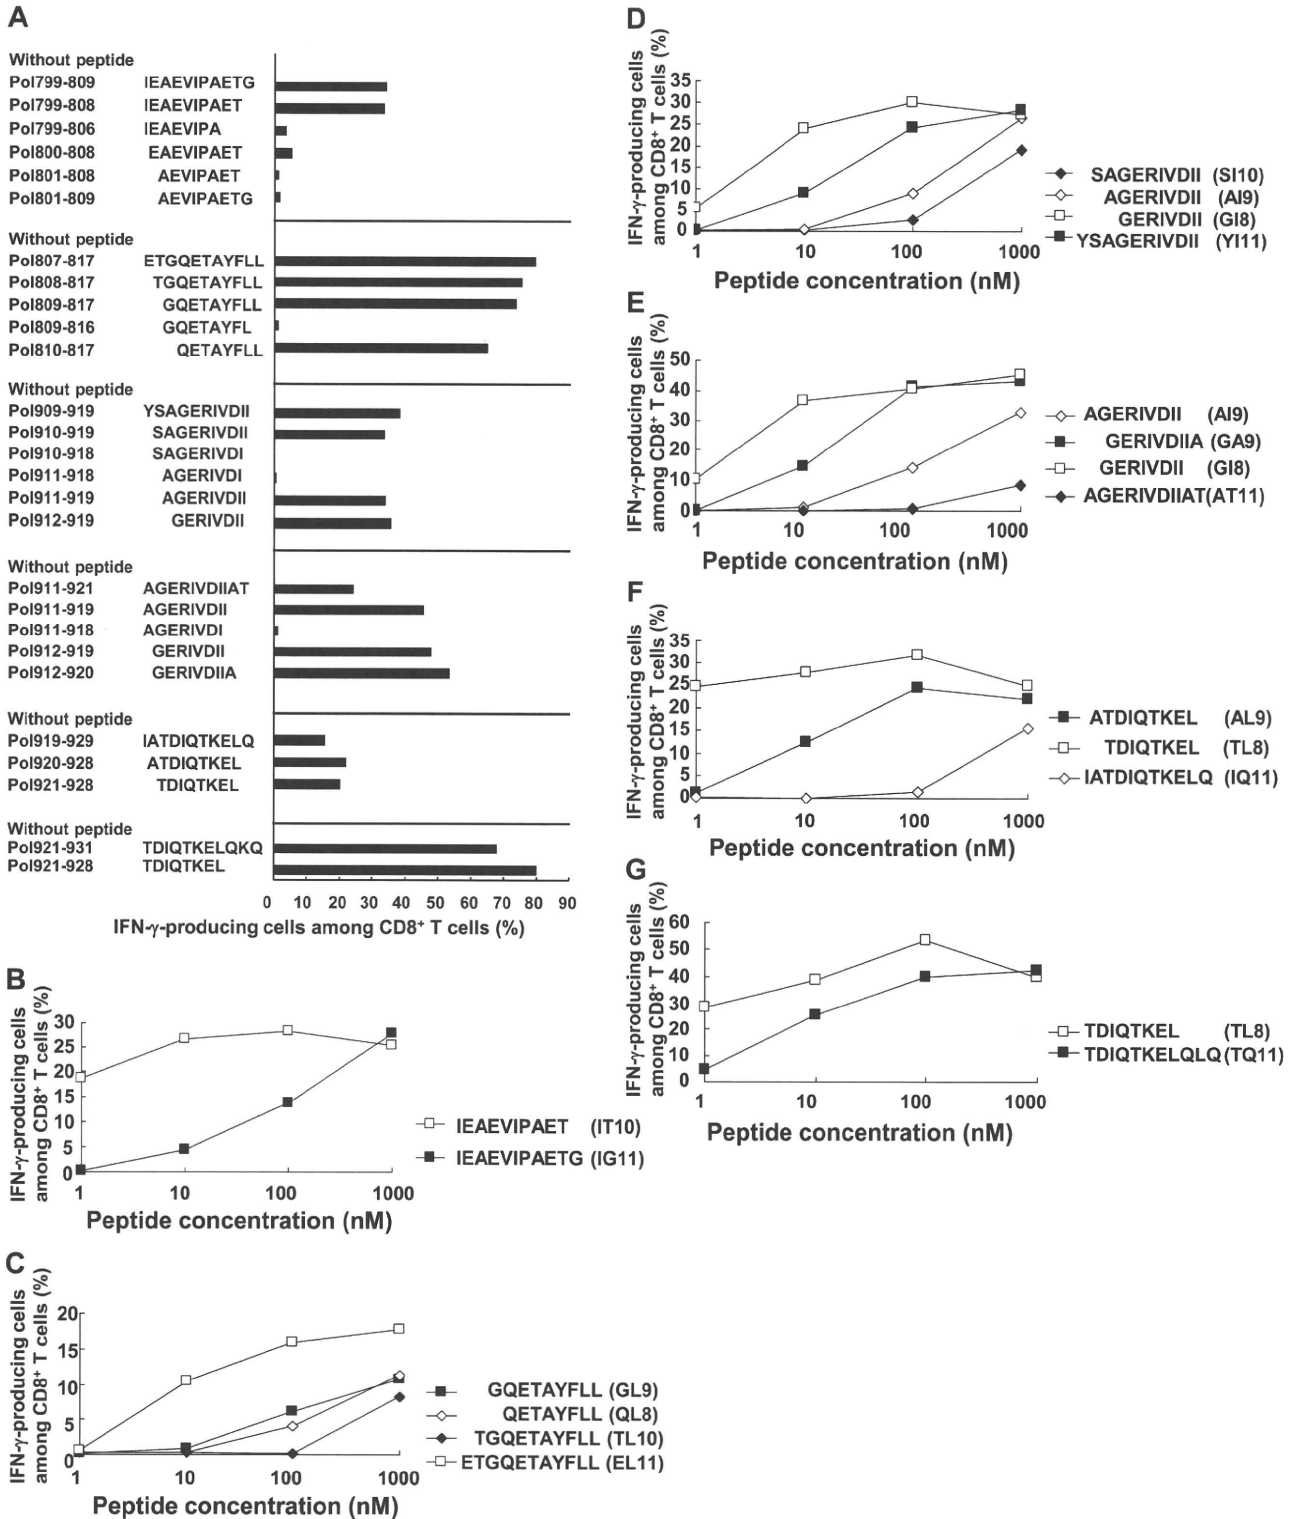 A
Without peptide
Pol799-809 IEAEVIPAETG
Pol799-808 IEAEVIPAET
Pol799-806 IEAEVIPA
Pol800-808 EAEVIPAET
Pol801-808 AEVIPAET
Pol801-809 AEVIPAETG
Without peptide
Pol807-817 ETGQETAYFLL
Pol808-817 TGQETAYFLL
Pol809-817 GQETAYFLL
Pol809-816 GQETAYFL
Pol810-817 QETAYFLL
Without peptide
Pol909-919 YSAGERIVDII
Pol910-919 SAGERIVDII
Pol910-918 SAGERIVDI
Pol911-918 AGERIVDI
Pol911-919 AGERIVDII
Pol912-919 GERIVDII
Without peptide
Pol911-921 AGERIVDIIAT
Pol911-919 AGERIVDII
Pol911-918 AGERIVDI
Pol912-919 GERIVDII
Pol912-920 GERIVDIIA
Without peptide
Pol919-929 IATDIQTKELQ
Pol920-928 ATDIQTKEL
Pol921-928 TDIQTKEL
Without peptide
Pol921-931 TDIQTKELQKQ
Pol921-928 TDIQTKEL
0 10 20 30 40 50 60 70 80 90
IFN-γ-producing cells among CD8+ T cells (%)
B
IFN-γ-producing cells
among CD8+ T cells (%)
30
25
20
15
10
5
0
1 10 100 1000
Peptide concentration (nM)
IEAEVIPAET (IT10)
IEAEVIPAETG (IG11)
C
IFN-γ-producing cells
among CD8+ T cells (%)
20
15
10
5
0
1 10 100 1000
Peptide concentration (nM)
GQETAYFLL (GL9)
QETAYFLL (QL8)
TGQETAYFLL (TL10)
ETGQETAYFLL (EL11)
D
IFN-γ-producing cells
among CD8+ T cells (%)
35
30
25
20
15
10
5
0
1 10 100 1000
Peptide concentration (nM)
SAGERIVDII (SI10)
AGERIVDII (AI9)
GERIVDII (GI8)
YSAGERIVDII (YI11)
E
IFN-γ-producing cells
among CD8+ T cells (%)
50
40
30
20
10
0
1 10 100 1000
Peptide concentration (nM)
AGERIVDII (AI9)
GERIVDIIA (GA9)
GERIVDII (GI8)
AGERIVDIIAT(AT11)
F
IFN-γ-producing cells
among CD8+ T cells (%)
35
30
25
20
15
10
5
0
1 10 100 1000
Peptide concentration (nM)
ATDIQTKEL (AL9)
TDIQTKEL (TL8)
IATDIQTKELQ (IQ11)
G
IFN-γ-producing cells
among CD8+ T cells (%)
60
50
40
30
20
10
0
1 10 100 1000
Peptide concentration (nM)
TDIQTKEL (TL8)
TDIQTKELQLQ(TQ11)